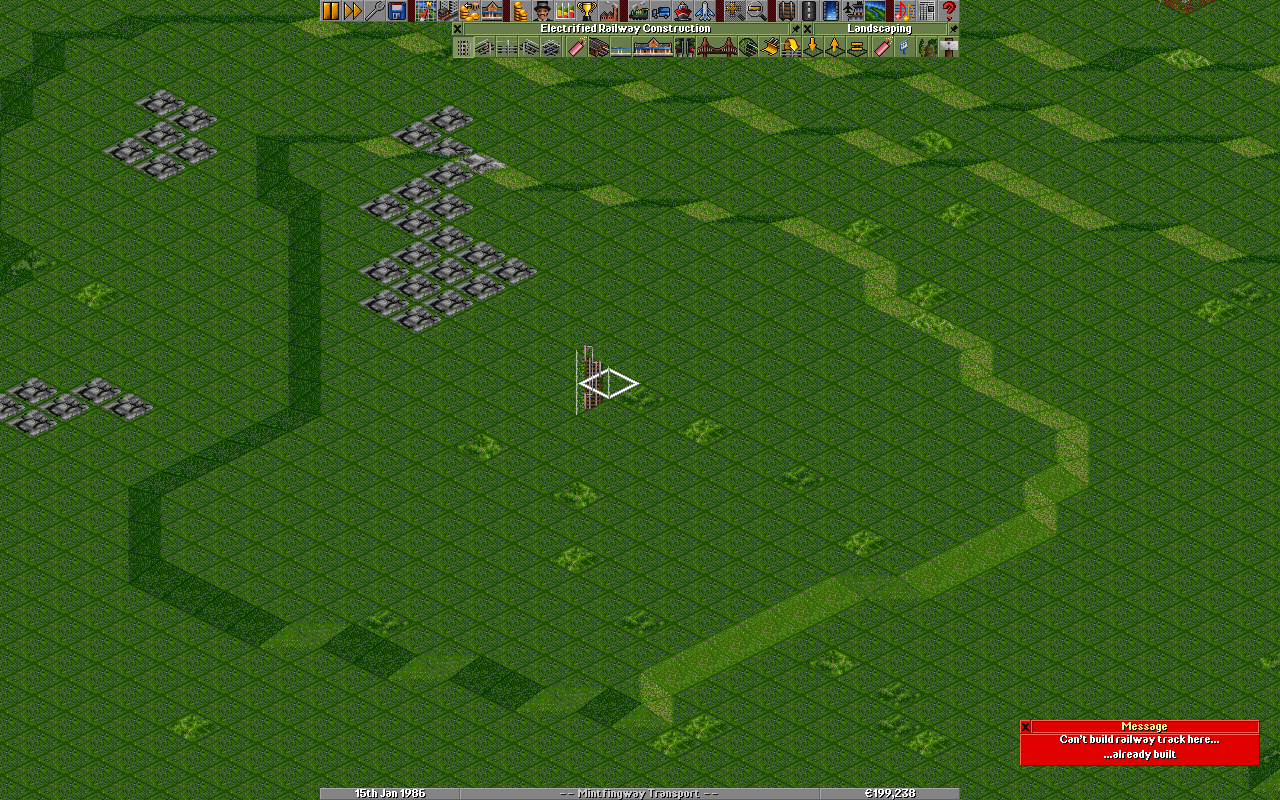 Electrified Railway Construction
Landscaping
Message
Can't build railway track here...
...already built
15th Jan 1986
-- Mintfingway Transport --
€199,238